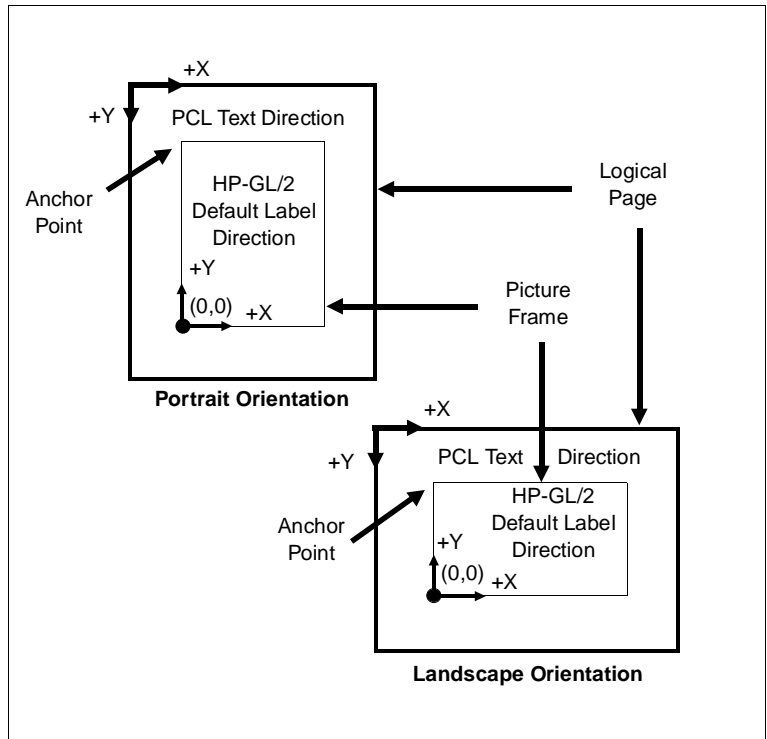 +X
+Y
PCL Text Direction
Anchor
Point
HP-GL/2
Default Label
Direction
+Y
(0,0)
+X
Logical
Page
Picture
Frame
Portrait Orientation
+X
+Y
PCL Text Direction
Anchor
Point
HP-GL/2
Default Label
Direction
+Y
(0,0)
+X
Landscape Orientation